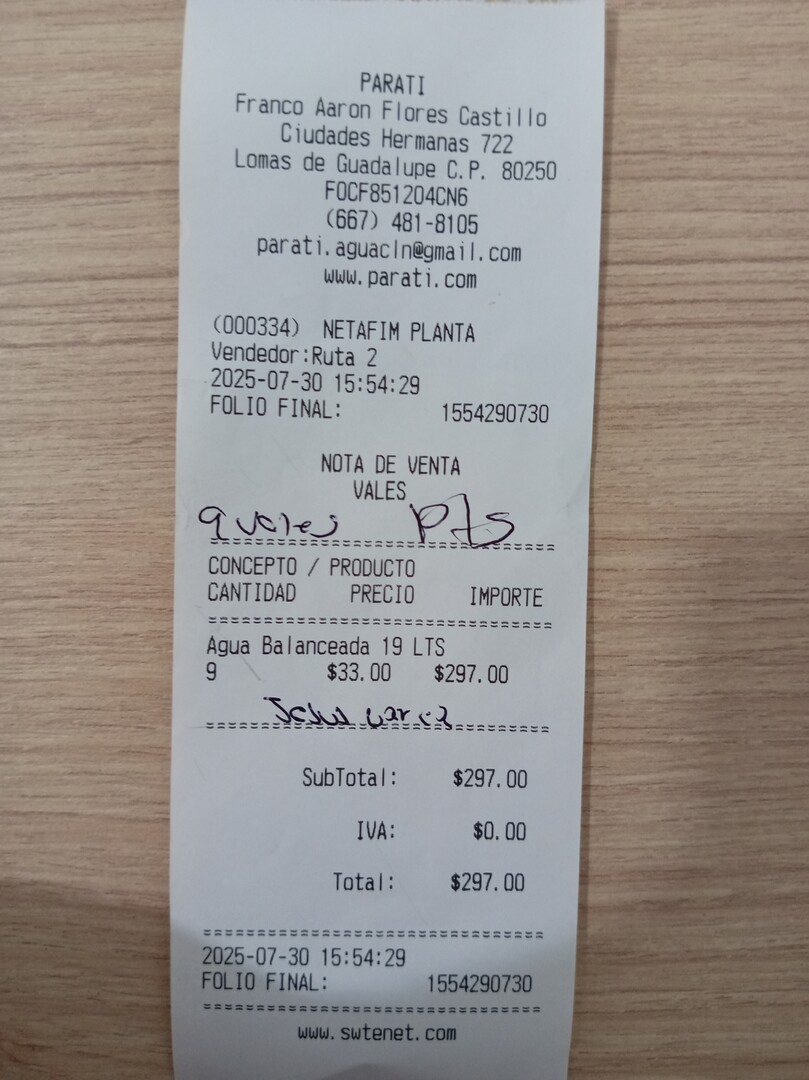 PARATI
Franco Aaron Flores Castillo
Ciudades Hermanas 722
Lomas de Guadalupe C.P. 80250
FOCF851204CN6
(667) 481-8105
parati.aguacln@gmail.com
www.parati.com
(000334) NETAFIM PLANTA
Vendedor:Ruta 2
2025-07-30 15:54:29
FOLIO FINAL: 1554290730
NOTA DE VENTA
VALES
9 vales Pts
CONCEPTO / PRODUCTO
CANTIDAD PRECIO IMPORTE
Agua Balanceada 19 LTS
9 $33.00 $297.00
SubTotal: $297.00
IVA: $0.00
Total: $297.00
2025-07-30 15:54:29
FOLIO FINAL: 1554290730
www.swtenet.com